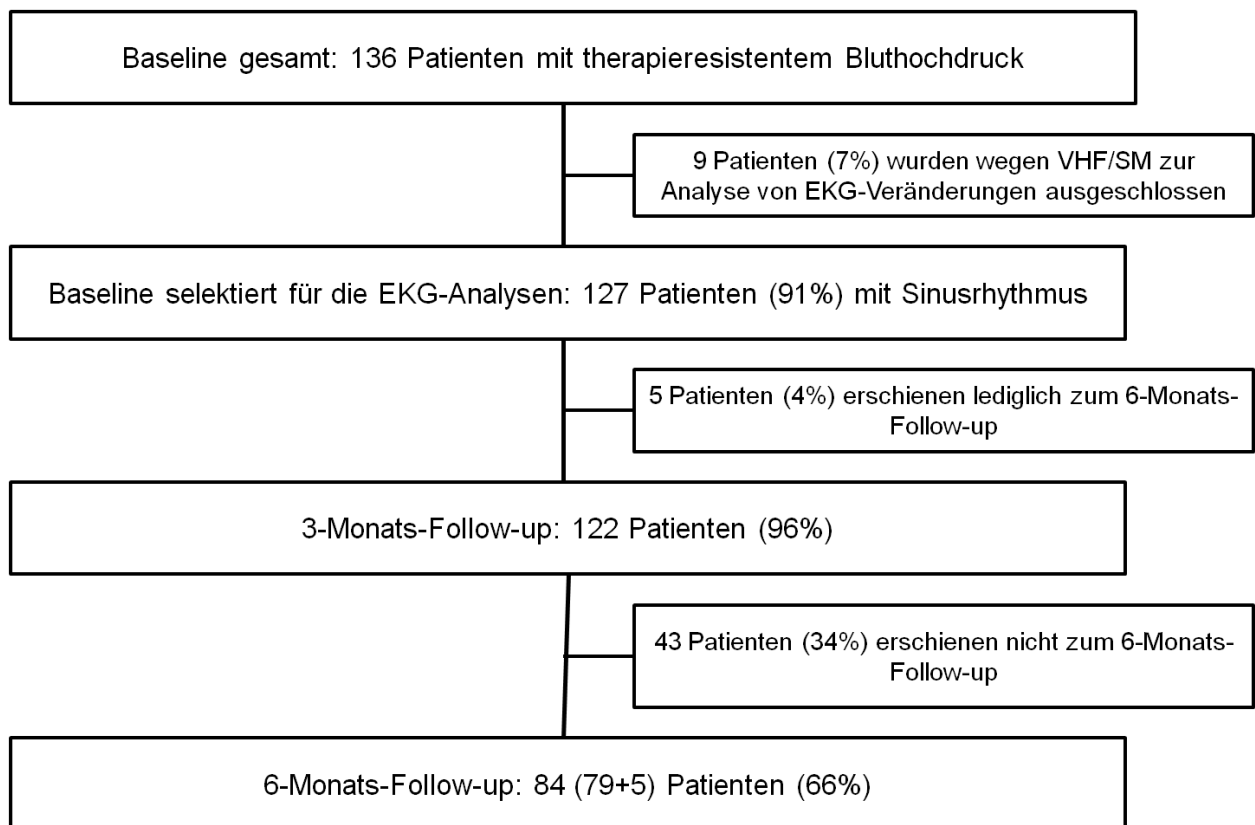 Baseline gesamt: 136 Patienten mit therapieresistentem Bluthochdruck
9 Patienten (7%) wurden wegen VHF/SM zur
Analyse von EKG-Veränderungen ausgeschlossen
Baseline selektiert für die EKG-Analysen: 127 Patienten (91%) mit Sinusrhythmus
5 Patienten (4%) erschienen lediglich zum 6-Monats-
Follow-up
3-Monats-Follow-up: 122 Patienten (96%)
43 Patienten (34%) erschienen nicht zum 6-Monats-
Follow-up
6-Monats-Follow-up: 84 (79+5) Patienten (66%)